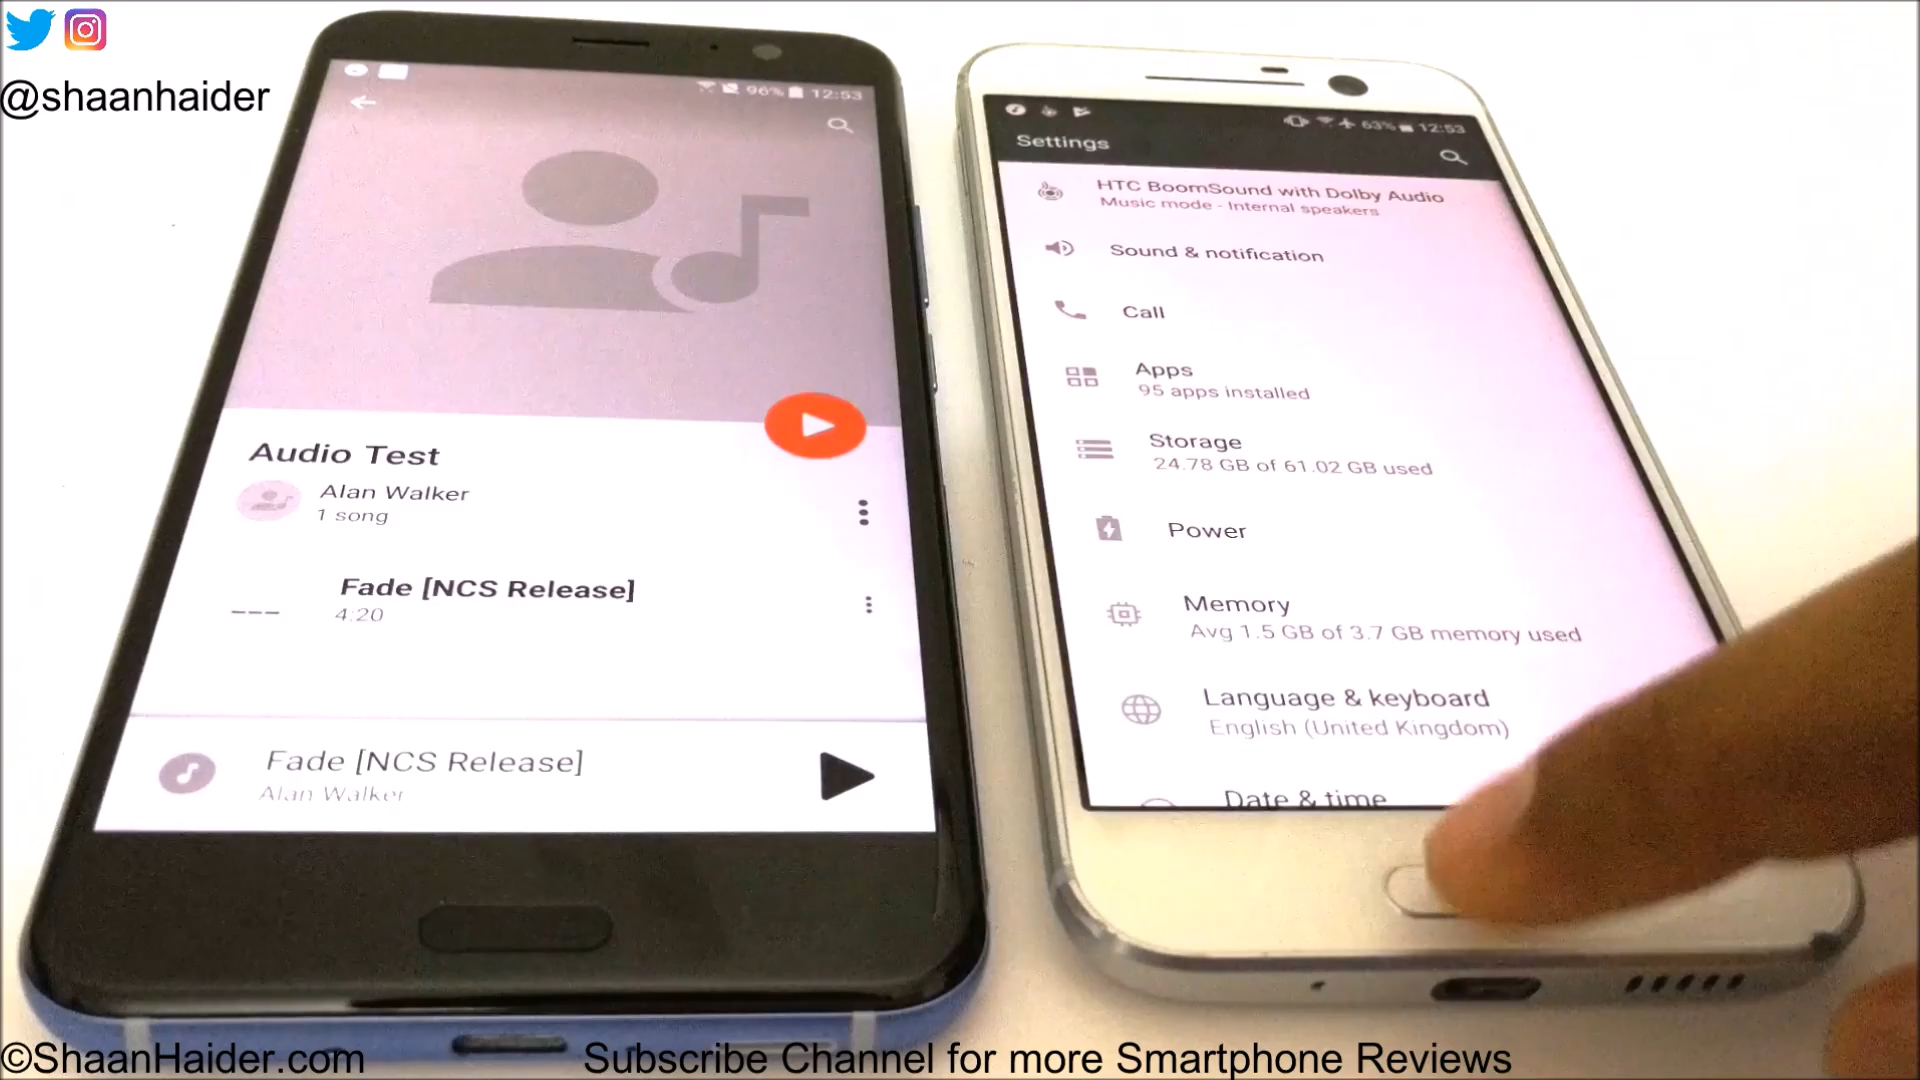 @shaanhaider
96% 12:53
Audio Test
Alan Walker
1 song
Fade [NCS Release]
4:20
Fade [NCS Release]
Alan Walker
63% 12:53
Settings
HTC BoomSound with Dolby Audio
Music mode - Internal speakers
Sound & notification
Call
Apps
95 apps installed
Storage
24.78 GB of 61.02 GB used
Power
Memory
Avg 1.5 GB of 3.7 GB memory used
Language & keyboard
English (United Kingdom)
Date & time
©ShaanHaider.com
Subscribe Channel for more Smartphone Reviews